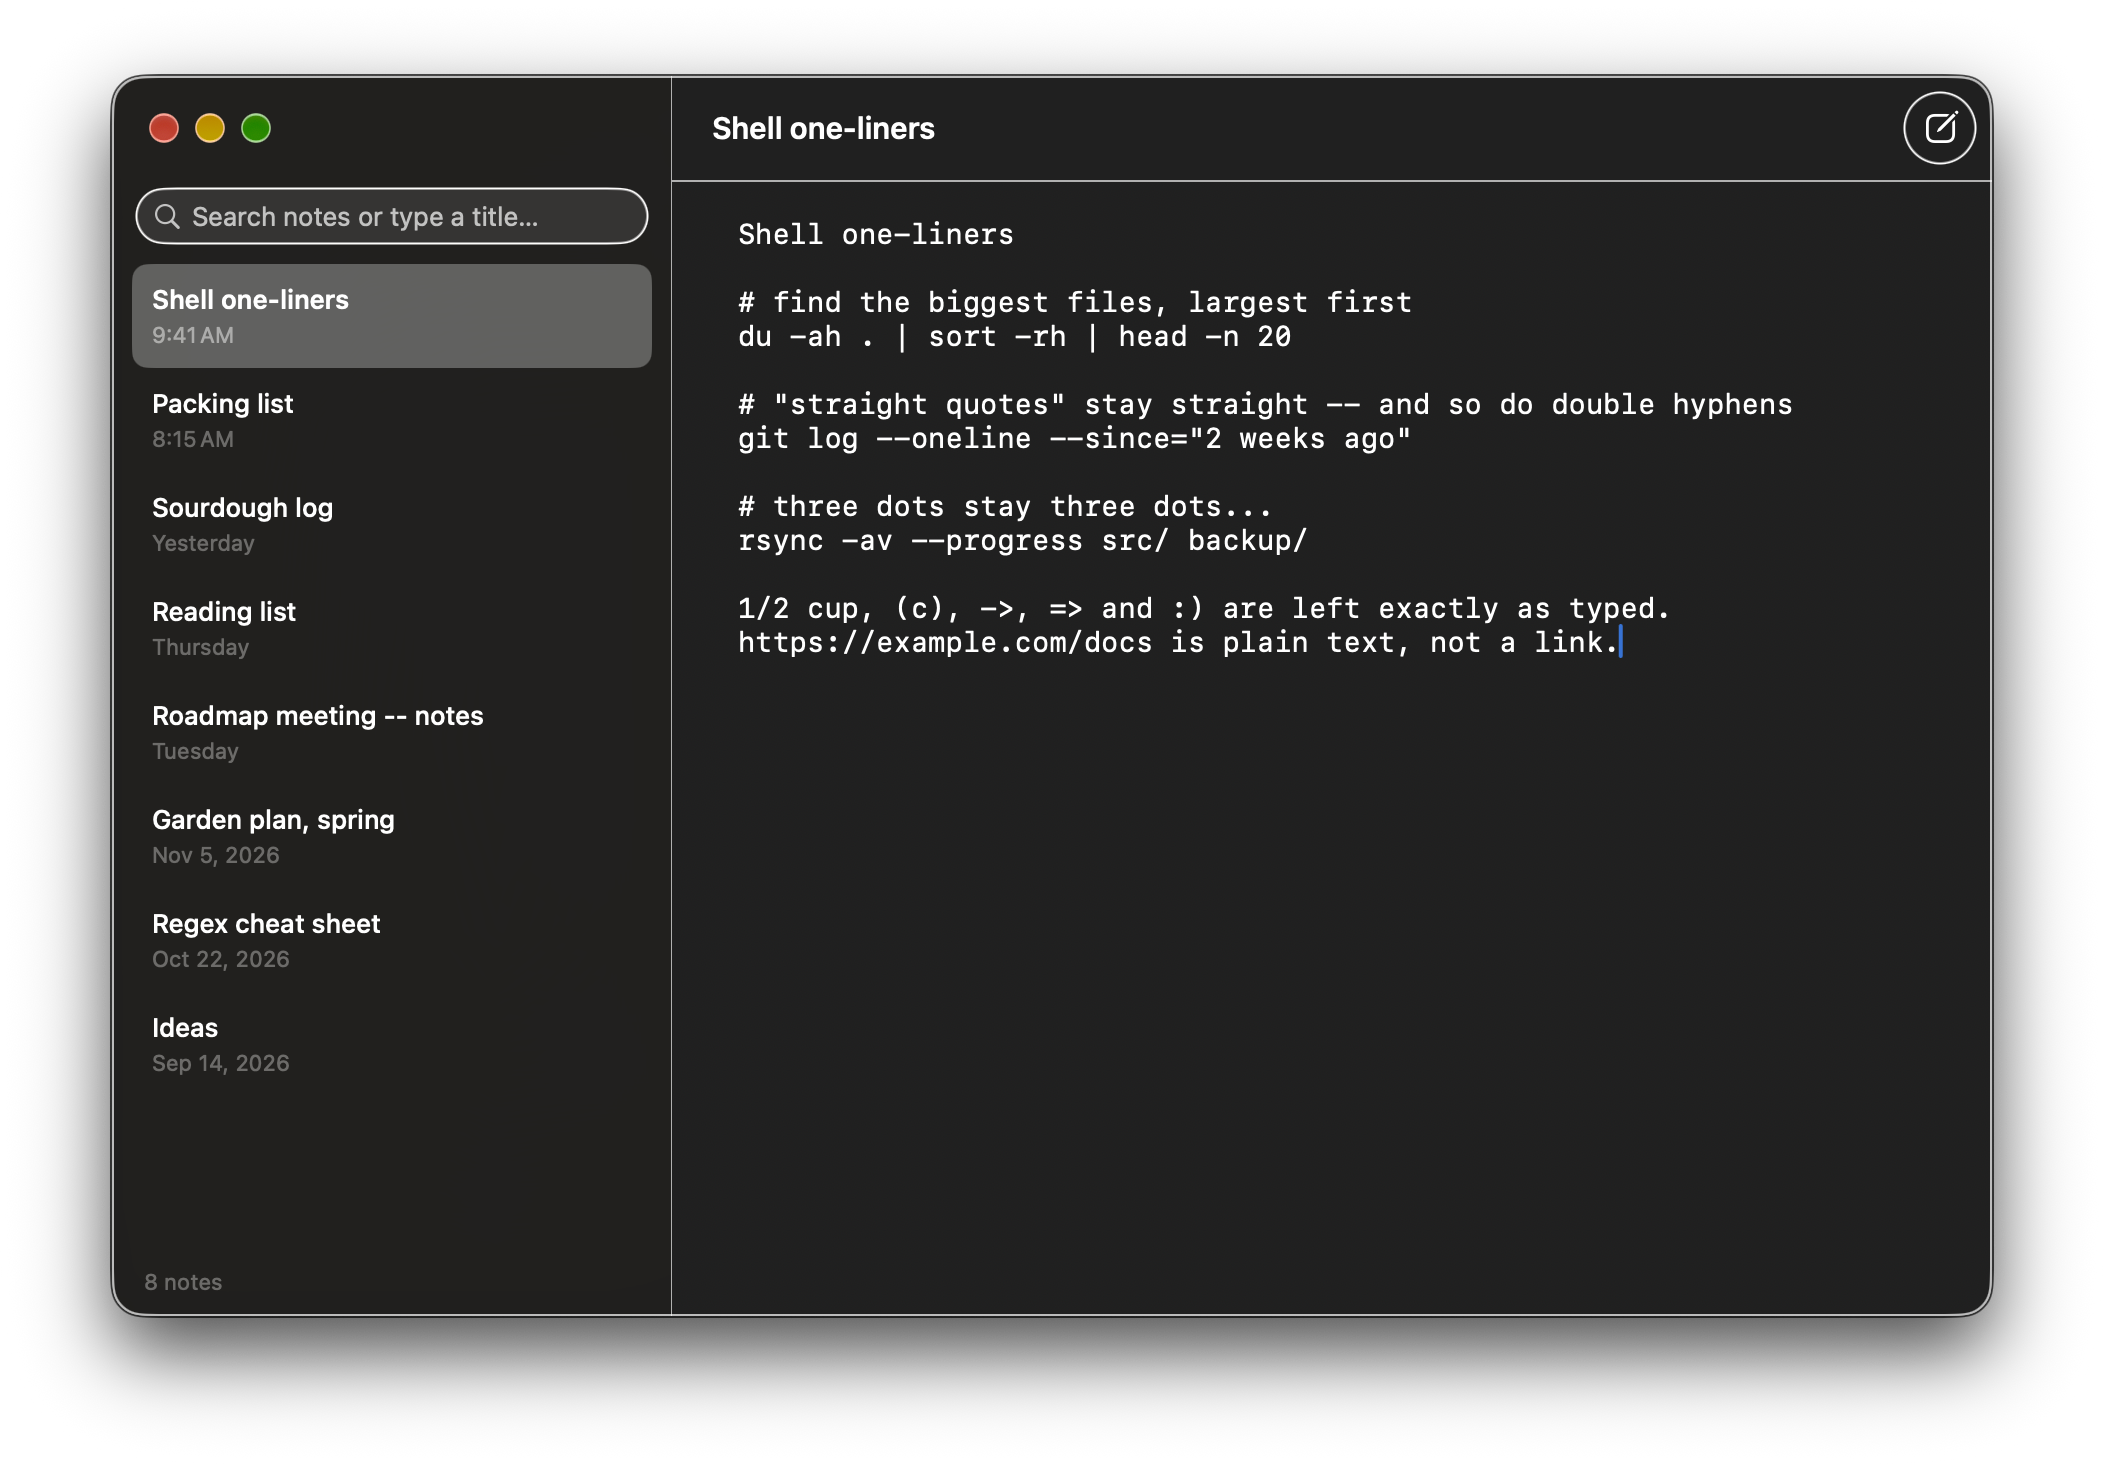 Shell one-liners
Search notes or type a title...
Shell one-liners
9:41 AM
Packing list
8:15 AM
Sourdough log
Yesterday
Reading list
Thursday
Roadmap meeting -- notes
Tuesday
Garden plan, spring
Nov 5, 2026
Regex cheat sheet
Oct 22, 2026
Ideas
Sep 14, 2026
8 notes
Shell one-liners
# find the biggest files, largest first
du -ah . | sort -rh | head -n 20
# "straight quotes" stay straight -- and so do double hyphens
git log --oneline --since="2 weeks ago"
# three dots stay three dots...
rsync -av --progress src/ backup/
1/2 cup, (c), ->, => and :) are left exactly as typed.
https://example.com/docs is plain text, not a link.